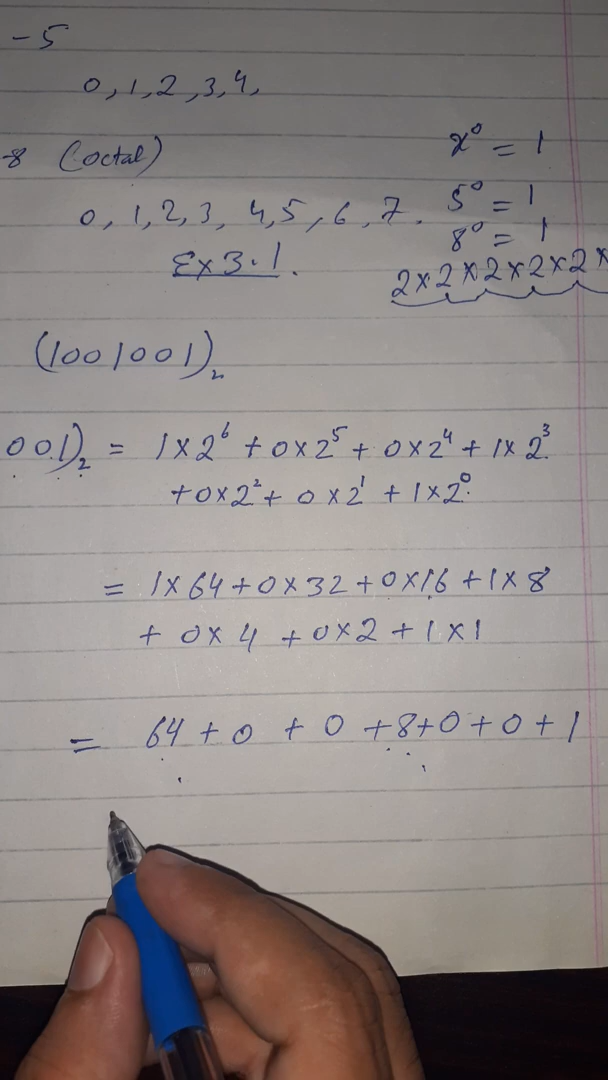 -5
0, 1, 2, 3, 4,
-8 (octal)
x⁰ = 1
0, 1, 2, 3, 4, 5, 6, 7.
5⁰ = 1
8⁰ = 1
Ex 3.1.
2×2×2×2×2×
(1001001)₂
001)₂ = 1×2⁶ + 0×2⁵ + 0×2⁴ + 1×2³
+ 0×2² + 0×2¹ + 1×2⁰
= 1×64 + 0×32 + 0×16 + 1×8
+ 0×4 + 0×2 + 1×1
= 64 + 0 + 0 + 8 + 0 + 0 + 1